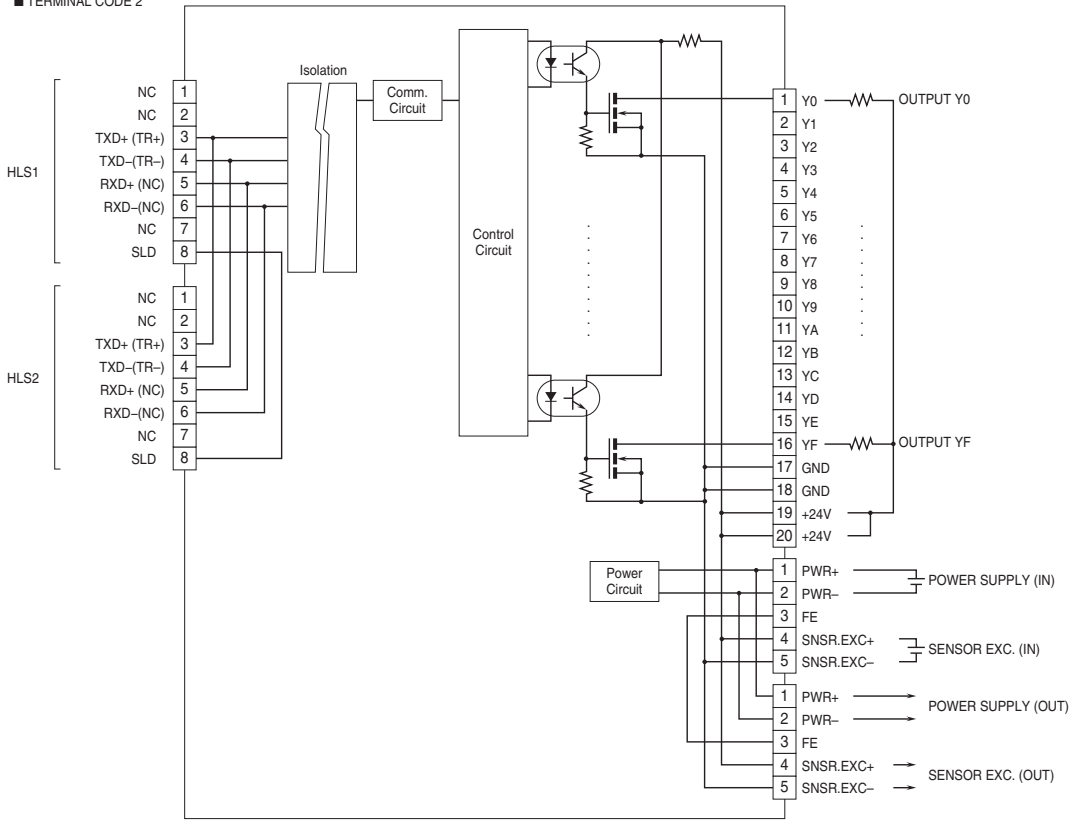 ■ TERMINAL CODE 2
Isolation
Comm.
Circuit
Control
Circuit
HLS1
NC 1
NC 2
TXD+ (TR+) 3
TXD–(TR–) 4
RXD+ (NC) 5
RXD–(NC) 6
NC 7
SLD 8
HLS2
NC 1
NC 2
TXD+ (TR+) 3
TXD–(TR–) 4
RXD+ (NC) 5
RXD–(NC) 6
NC 7
SLD 8
1 Y0 OUTPUT Y0
2 Y1
3 Y2
4 Y3
5 Y4
6 Y5
7 Y6
8 Y7
9 Y8
10 Y9
11 YA
12 YB
13 YC
14 YD
15 YE
16 YF OUTPUT YF
17 GND
18 GND
19 +24V
20 +24V
Power
Circuit
1 PWR+
2 PWR–
POWER SUPPLY (IN)
3 FE
4 SNSR.EXC+
5 SNSR.EXC–
SENSOR EXC. (IN)
1 PWR+
2 PWR–
POWER SUPPLY (OUT)
3 FE
4 SNSR.EXC+
5 SNSR.EXC–
SENSOR EXC. (OUT)